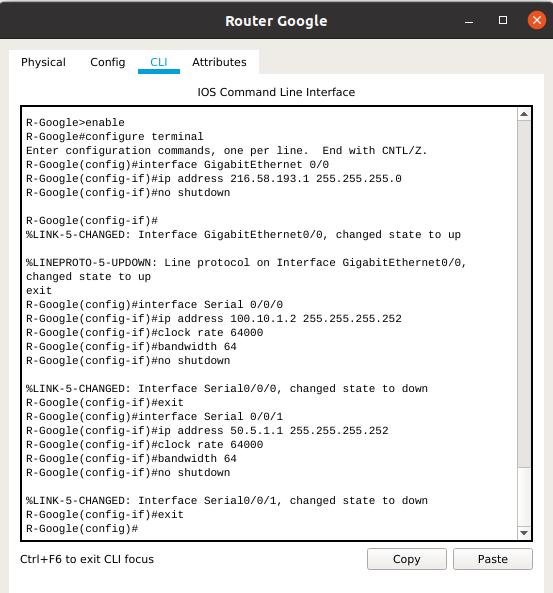 Router Google
Physical Config CLI Attributes
IOS Command Line Interface
R-Google>enable
R-Google#configure terminal
Enter configuration commands, one per line.  End with CNTL/Z.
R-Google(config)#interface GigabitEthernet 0/0
R-Google(config-if)#ip address 216.58.193.1 255.255.255.0
R-Google(config-if)#no shutdown
R-Google(config-if)#
%LINK-5-CHANGED: Interface GigabitEthernet0/0, changed state to up
%LINEPROTO-5-UPDOWN: Line protocol on Interface GigabitEthernet0/0,
changed state to up
exit
R-Google(config)#interface Serial 0/0/0
R-Google(config-if)#ip address 100.10.1.2 255.255.255.252
R-Google(config-if)#clock rate 64000
R-Google(config-if)#bandwidth 64
R-Google(config-if)#no shutdown
%LINK-5-CHANGED: Interface Serial0/0/0, changed state to down
R-Google(config-if)#exit
R-Google(config)#interface Serial 0/0/1
R-Google(config-if)#ip address 50.5.1.1 255.255.255.252
R-Google(config-if)#clock rate 64000
R-Google(config-if)#bandwidth 64
R-Google(config-if)#no shutdown
%LINK-5-CHANGED: Interface Serial0/0/1, changed state to down
R-Google(config-if)#exit
R-Google(config)#
Ctrl+F6 to exit CLI focus Copy Paste